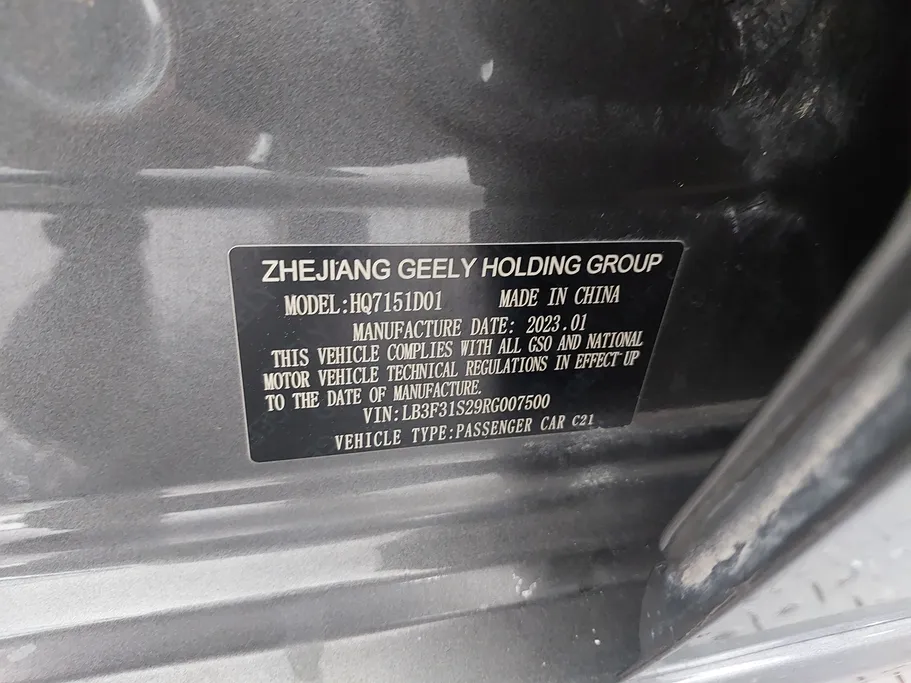 ZHEJIANG GEELY HOLDING GROUP
MODEL:HQ7151D01 MADE IN CHINA
MANUFACTURE DATE: 2023.01
THIS VEHICLE COMPLIES WITH ALL GSO AND NATIONAL
MOTOR VEHICLE TECHNICAL REGULATIONS IN EFFECT UP
TO THE DATE OF MANUFACTURE.
VIN:LB3F31S29RG007500
VEHICLE TYPE:PASSENGER CAR C21